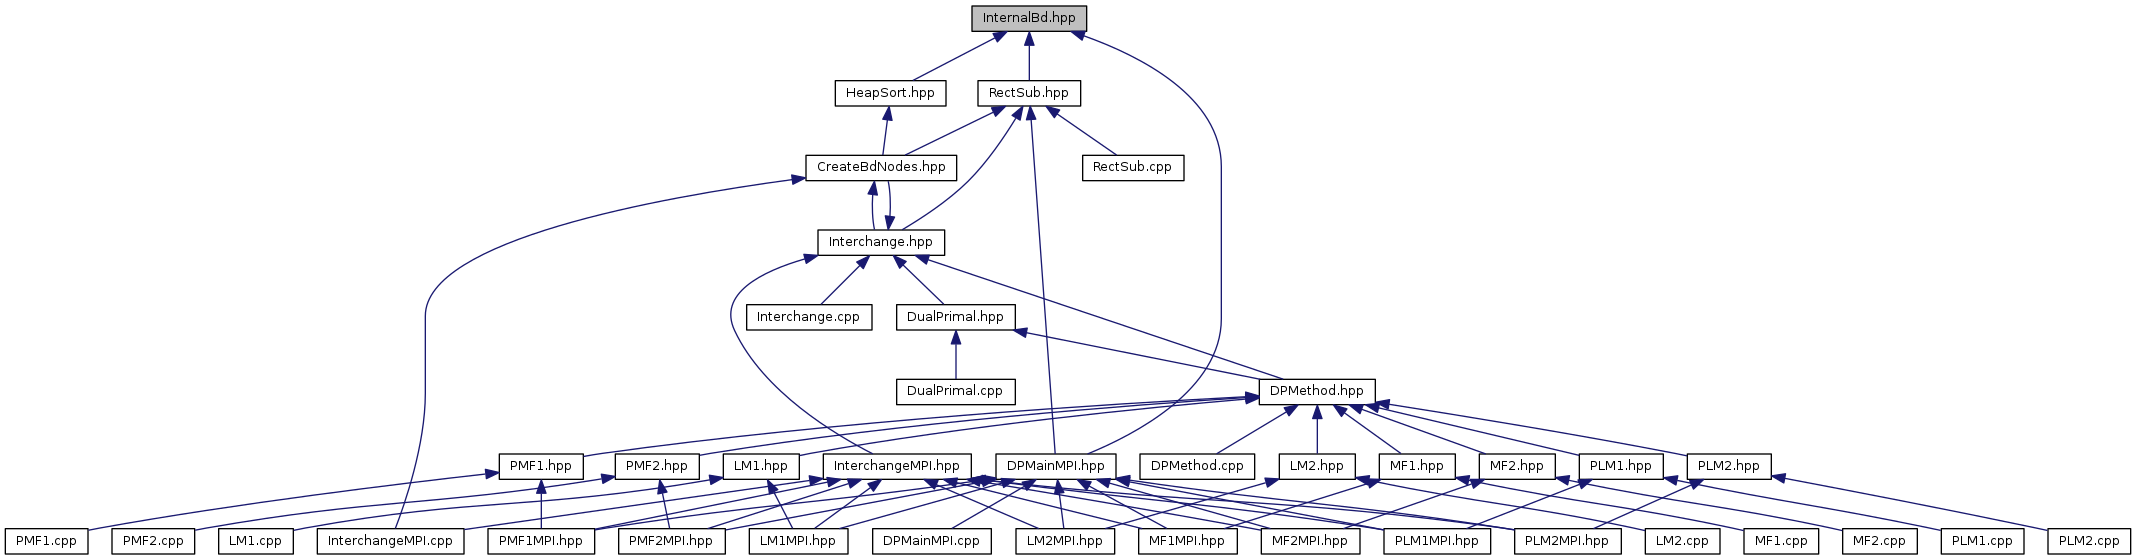 InternalBd.hpp
HeapSort.hpp
RectSub.hpp
CreateBdNodes.hpp
RectSub.cpp
Interchange.hpp
Interchange.cpp
DualPrimal.hpp
DualPrimal.cpp
DPMethod.hpp
PMF1.hpp
PMF2.hpp
LM1.hpp
InterchangeMPI.hpp
DPMainMPI.hpp
DPMethod.cpp
LM2.hpp
MF1.hpp
MF2.hpp
PLM1.hpp
PLM2.hpp
PMF1.cpp
PMF2.cpp
LM1.cpp
InterchangeMPI.cpp
PMF1MPI.hpp
PMF2MPI.hpp
LM1MPI.hpp
DPMainMPI.cpp
LM2MPI.hpp
MF1MPI.hpp
MF2MPI.hpp
PLM1MPI.hpp
PLM2MPI.hpp
LM2.cpp
MF1.cpp
MF2.cpp
PLM1.cpp
PLM2.cpp